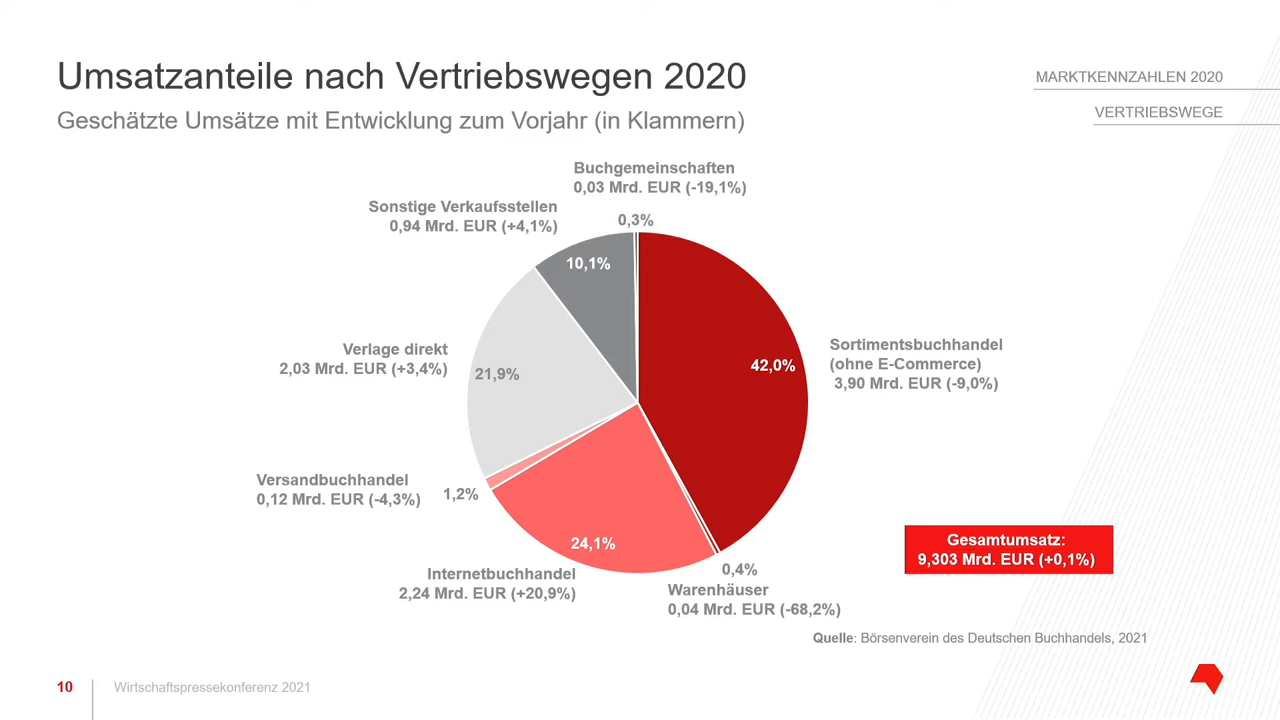 Umsatzanteile nach Vertriebswegen 2020
Geschätzte Umsätze mit Entwicklung zum Vorjahr (in Klammern)
MARKTKENNZAHLEN 2020
VERTRIEBSWEGE
Buchgemeinschaften
0,03 Mrd. EUR (-19,1%)
0,3%
Sonstige Verkaufsstellen
0,94 Mrd. EUR (+4,1%)
10,1%
Verlage direkt
2,03 Mrd. EUR (+3,4%)
21,9%
Sortimentsbuchhandel
(ohne E-Commerce)
3,90 Mrd. EUR (-9,0%)
42,0%
Versandbuchhandel
0,12 Mrd. EUR (-4,3%)
1,2%
24,1%
Internetbuchhandel
2,24 Mrd. EUR (+20,9%)
0,4%
Warenhäuser
0,04 Mrd. EUR (-68,2%)
Gesamtumsatz:
9,303 Mrd. EUR (+0,1%)
Quelle: Börsenverein des Deutschen Buchhandels, 2021
10
Wirtschaftspressekonferenz 2021